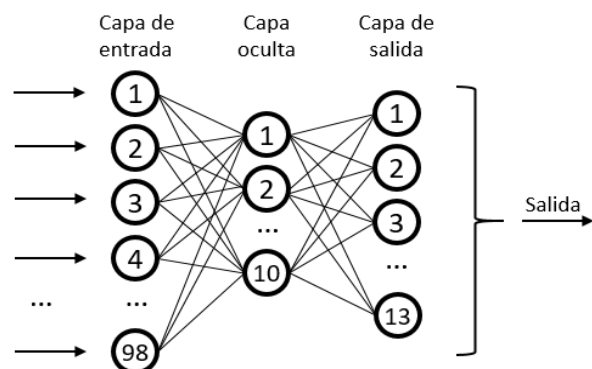 Capa de
entrada
Capa
oculta
Capa de
salida
1
2
3
4
...
...
98
1
2
...
10
1
2
3
...
13
Salida